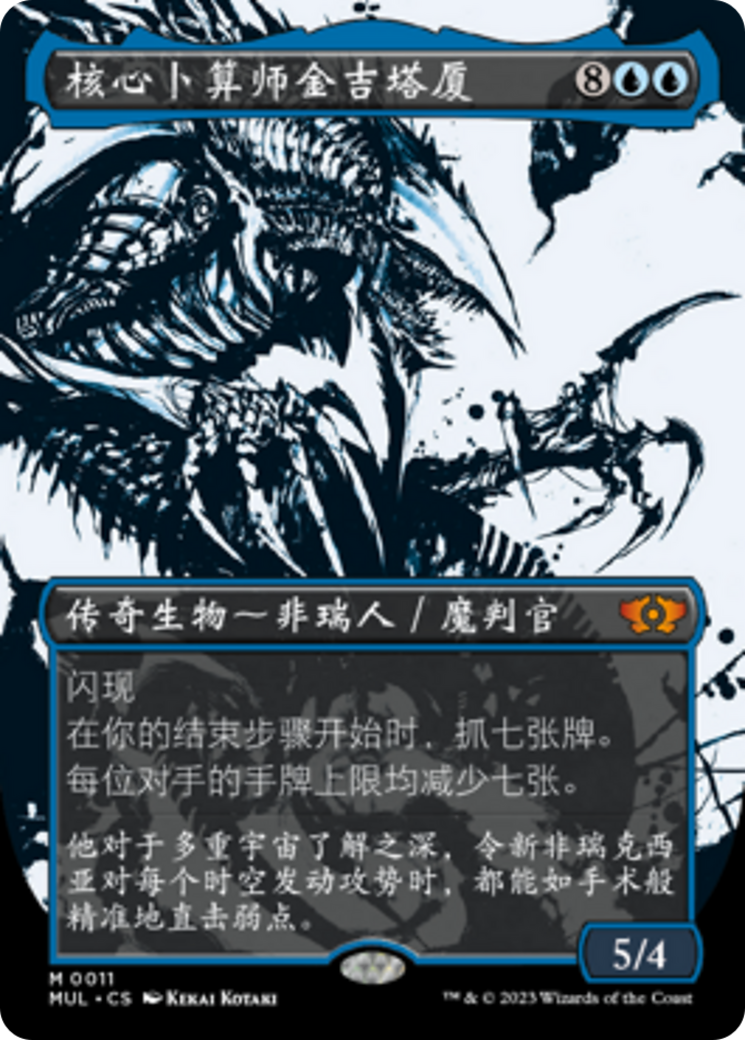 核心卜算师金吉塔厦 8
传奇生物～非瑞人／魔判官
闪现
在你的结束步骤开始时，抓七张牌。
每位对手的手牌上限均减少七张。
他对于多重宇宙了解之深，令新非瑞克西
亚对每个时空发动攻势时，都能如手术般
精准地直击弱点。
5/4
M 0011
MUL • CS KEKAI KOTAKI
™ & © 2023 Wizards of the Coast